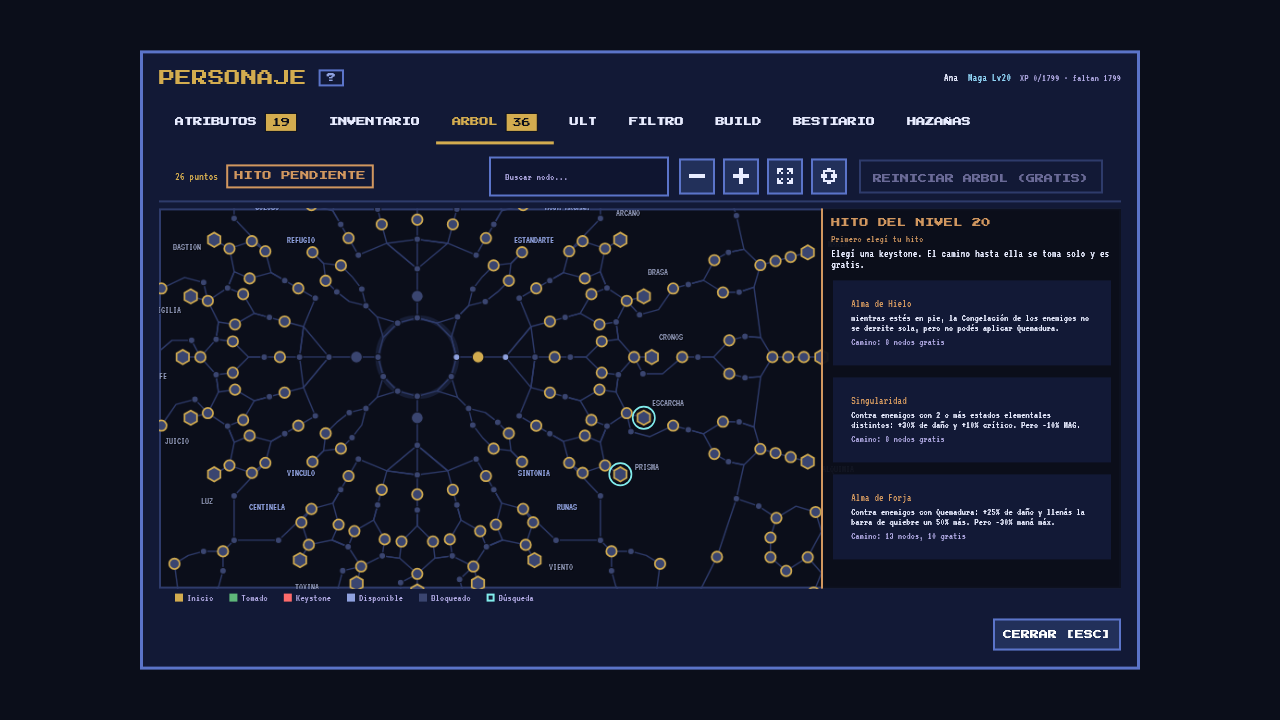 PERSONAJE ?
Ana Maga Lv20 XP 0/1799 · faltan 1799
ATRIBUTOS 19 INVENTARIO ARBOL 36 ULT FILTRO BUILD BESTIARIO HAZAÑAS
26 puntos HITO PENDIENTE Buscar nodo... REINICIAR ARBOL (GRATIS)
HITO DEL NIVEL 20
Primero elegí tu hito
Elegí una keystone. El camino hasta ella se toma solo y es
gratis.
Alma de Hielo
mientras estés en pie, la Congelación de los enemigos no
se derrite sola, pero no podés aplicar Quemadura.
Camino: 8 nodos gratis
Singularidad
Contra enemigos con 2 o más estados elementales
distintos: +30% de daño y +10% crítico. Pero -10% MAG.
Camino: 8 nodos gratis
Alma de Forja
Contra enemigos con Quemadura: +25% de daño y llenás la
barra de quiebre un 50% más. Pero -30% maná máx.
Camino: 13 nodos, 10 gratis
ARCANO
BASTION
REFUGIO
ESTANDARTE
BRASA
CRONOS
ESCARCHA
JUICIO
PRISMA
VINCULO
SINTONIA
LUZ
CENTINELA
RUNAS
VIENTO
Inicio Tomado Keystone Disponible Bloqueado Búsqueda
CERRAR [ESC]